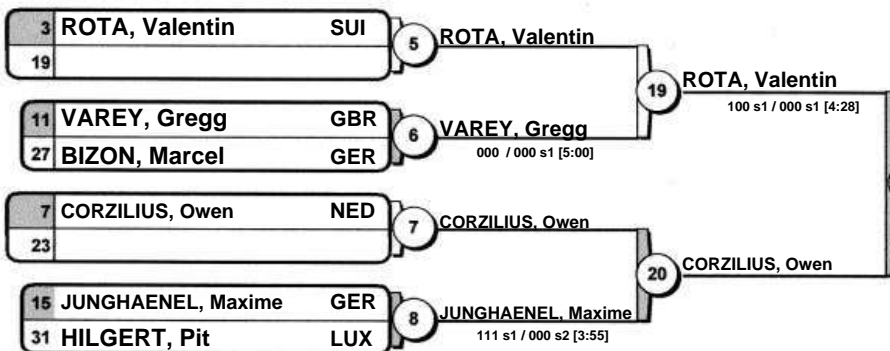 3 ROTA, Valentin SUI
19
5 ROTA, Valentin
11 VAREY, Gregg GBR
27 BIZON, Marcel GER
6 VAREY, Gregg
000 / 000 s1 [5:00]
19 ROTA, Valentin
100 s1 / 000 s1 [4:28]
7 CORZILIUS, Owen NED
23
7 CORZILIUS, Owen
15 JUNGHAENEL, Maxime GER
31 HILGERT, Pit LUX
8 JUNGHAENEL, Maxime
111 s1 / 000 s2 [3:55]
20 CORZILIUS, Owen